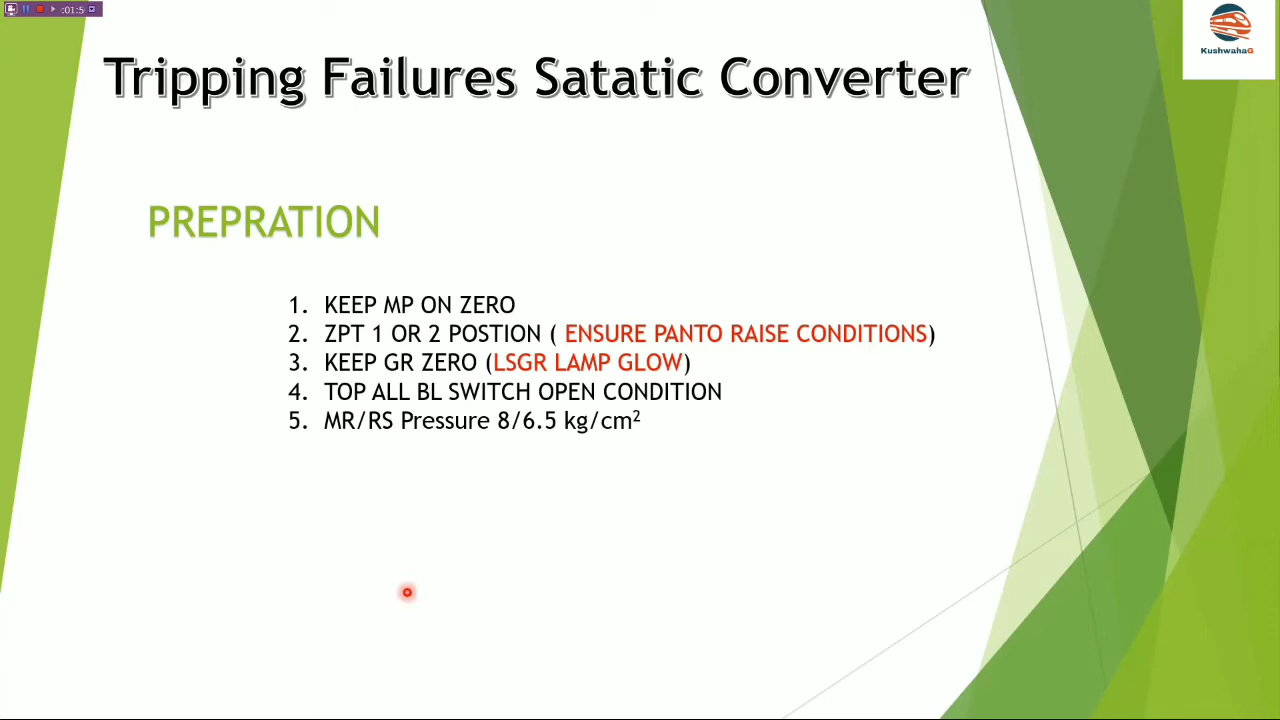 :01:5
KushwahaG
Tripping Failures Satatic Converter
PREPRATION
1. KEEP MP ON ZERO
2. ZPT 1 OR 2 POSTION ( ENSURE PANTO RAISE CONDITIONS)
3. KEEP GR ZERO (LSGR LAMP GLOW)
4. TOP ALL BL SWITCH OPEN CONDITION
5. MR/RS Pressure 8/6.5 kg/cm²